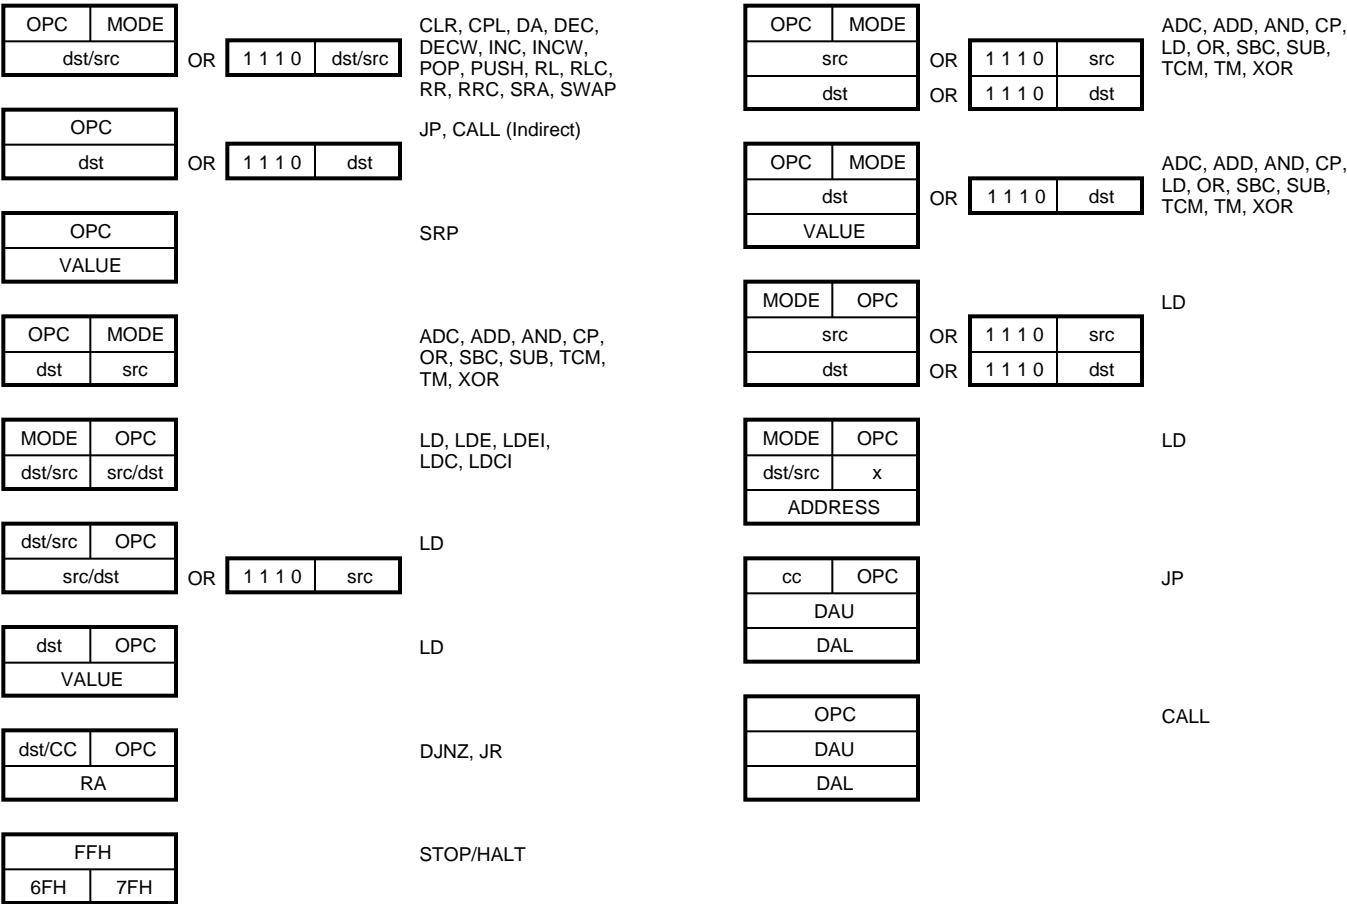 OPC MODE CLR, CPL, DA, DEC,
dst/src OR 1 1 1 0 dst/src DECW, INC, INCW,
POP, PUSH, RL, RLC,
RR, RRC, SRA, SWAP
OPC JP, CALL (Indirect)
dst OR 1 1 1 0 dst
OPC SRP
VALUE
OPC MODE ADC, ADD, AND, CP,
dst src OR, SBC, SUB, TCM,
TM, XOR
MODE OPC LD, LDE, LDEI,
dst/src src/dst LDC, LDCI
dst/src OPC LD
src/dst OR 1 1 1 0 src
dst OPC LD
VALUE
dst/CC OPC DJNZ, JR
RA
FFH STOP/HALT
6FH 7FH
OPC MODE ADC, ADD, AND, CP,
src OR 1 1 1 0 src LD, OR, SBC, SUB,
dst OR 1 1 1 0 dst TCM, TM, XOR
OPC MODE ADC, ADD, AND, CP,
dst OR 1 1 1 0 dst LD, OR, SBC, SUB,
VALUE TCM, TM, XOR
MODE OPC LD
src OR 1 1 1 0 src
dst OR 1 1 1 0 dst
MODE OPC LD
dst/src x
ADDRESS
cc OPC JP
DAU
DAL
OPC CALL
DAU
DAL